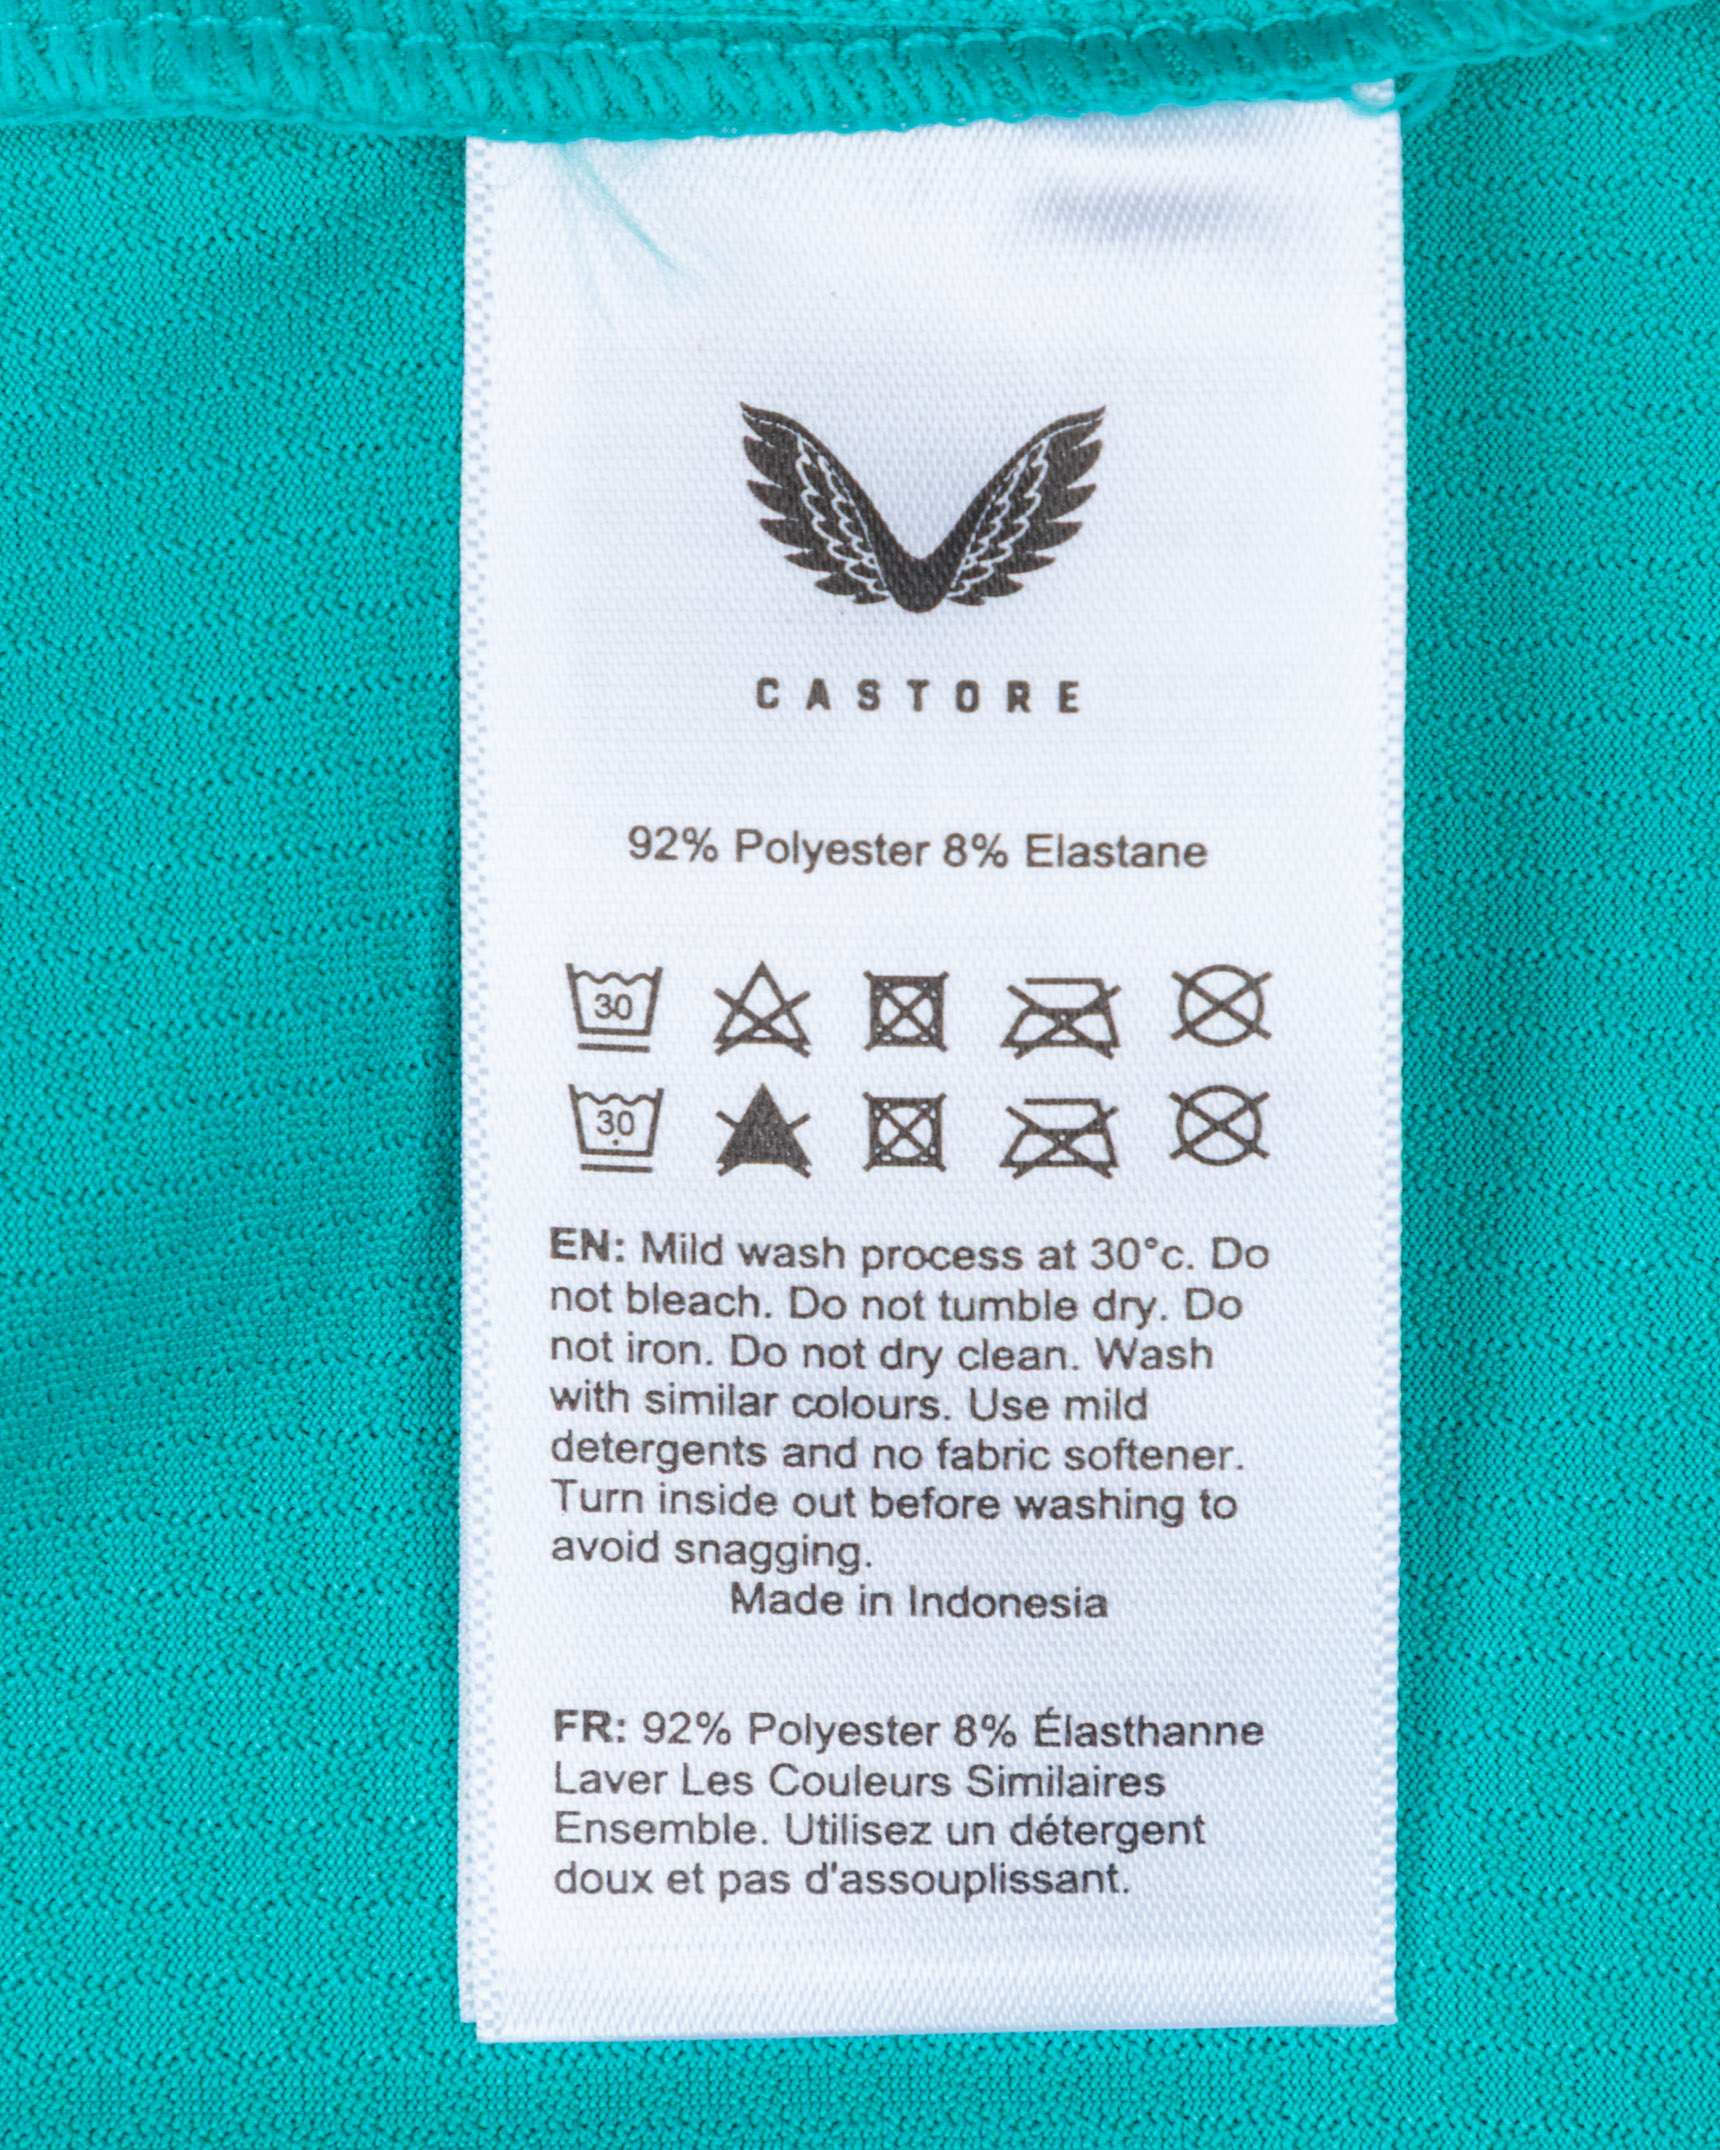 CASTORE
92% Polyester 8% Elastane
30
30
EN: Mild wash process at 30°c. Do
not bleach. Do not tumble dry. Do
not iron. Do not dry clean. Wash
with similar colours. Use mild
detergents and no fabric softener.
Turn inside out before washing to
avoid snagging.
Made in Indonesia
FR: 92% Polyester 8% Élasthanne
Laver Les Couleurs Similaires
Ensemble. Utilisez un détergent
doux et pas d'assouplissant.